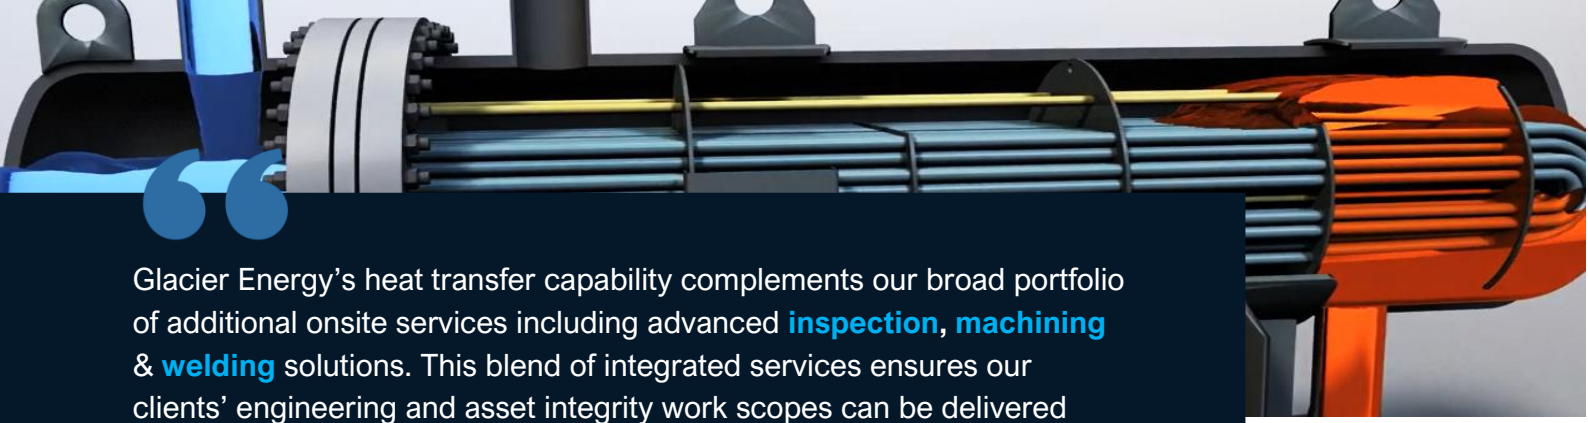 Glacier Energy’s heat transfer capability complements our broad portfolio
of additional onsite services including advanced inspection, machining
& welding solutions. This blend of integrated services ensures our
clients’ engineering and asset integrity work scopes can be delivered